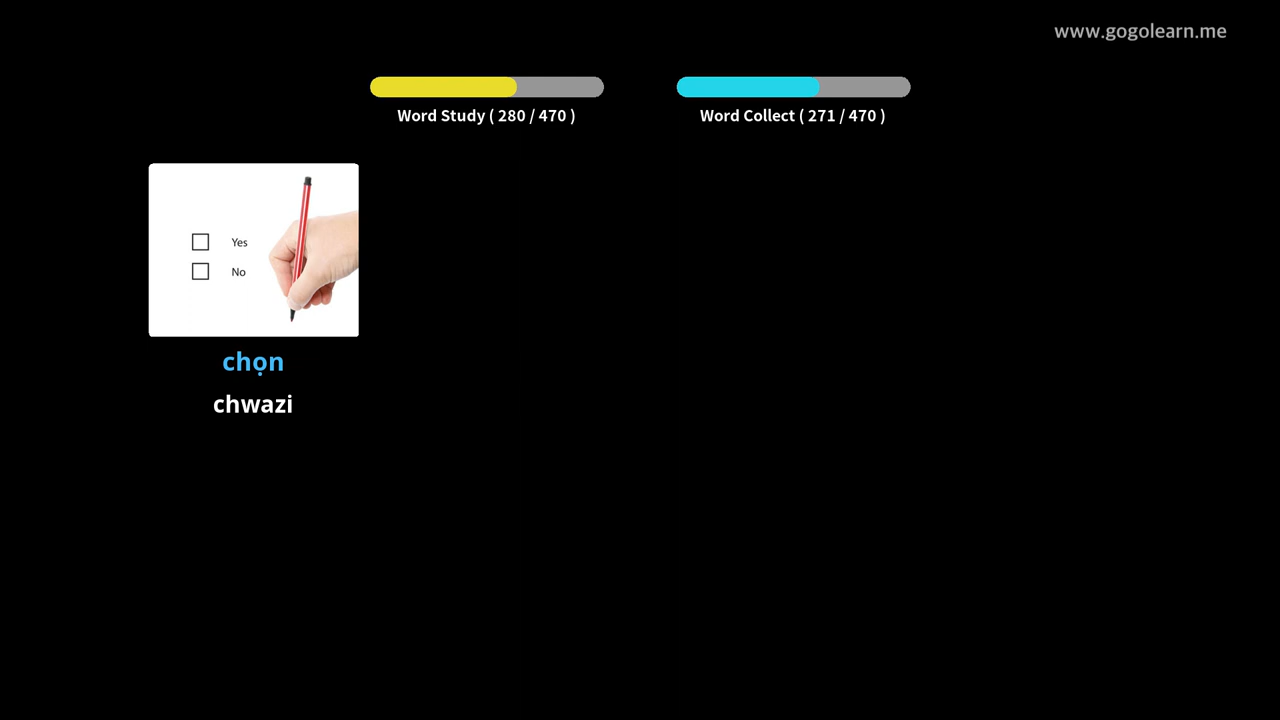 www.gogolearn.me
Word Study ( 280 / 470 )
Word Collect ( 271 / 470 )
Yes
No
chọn
chwazi